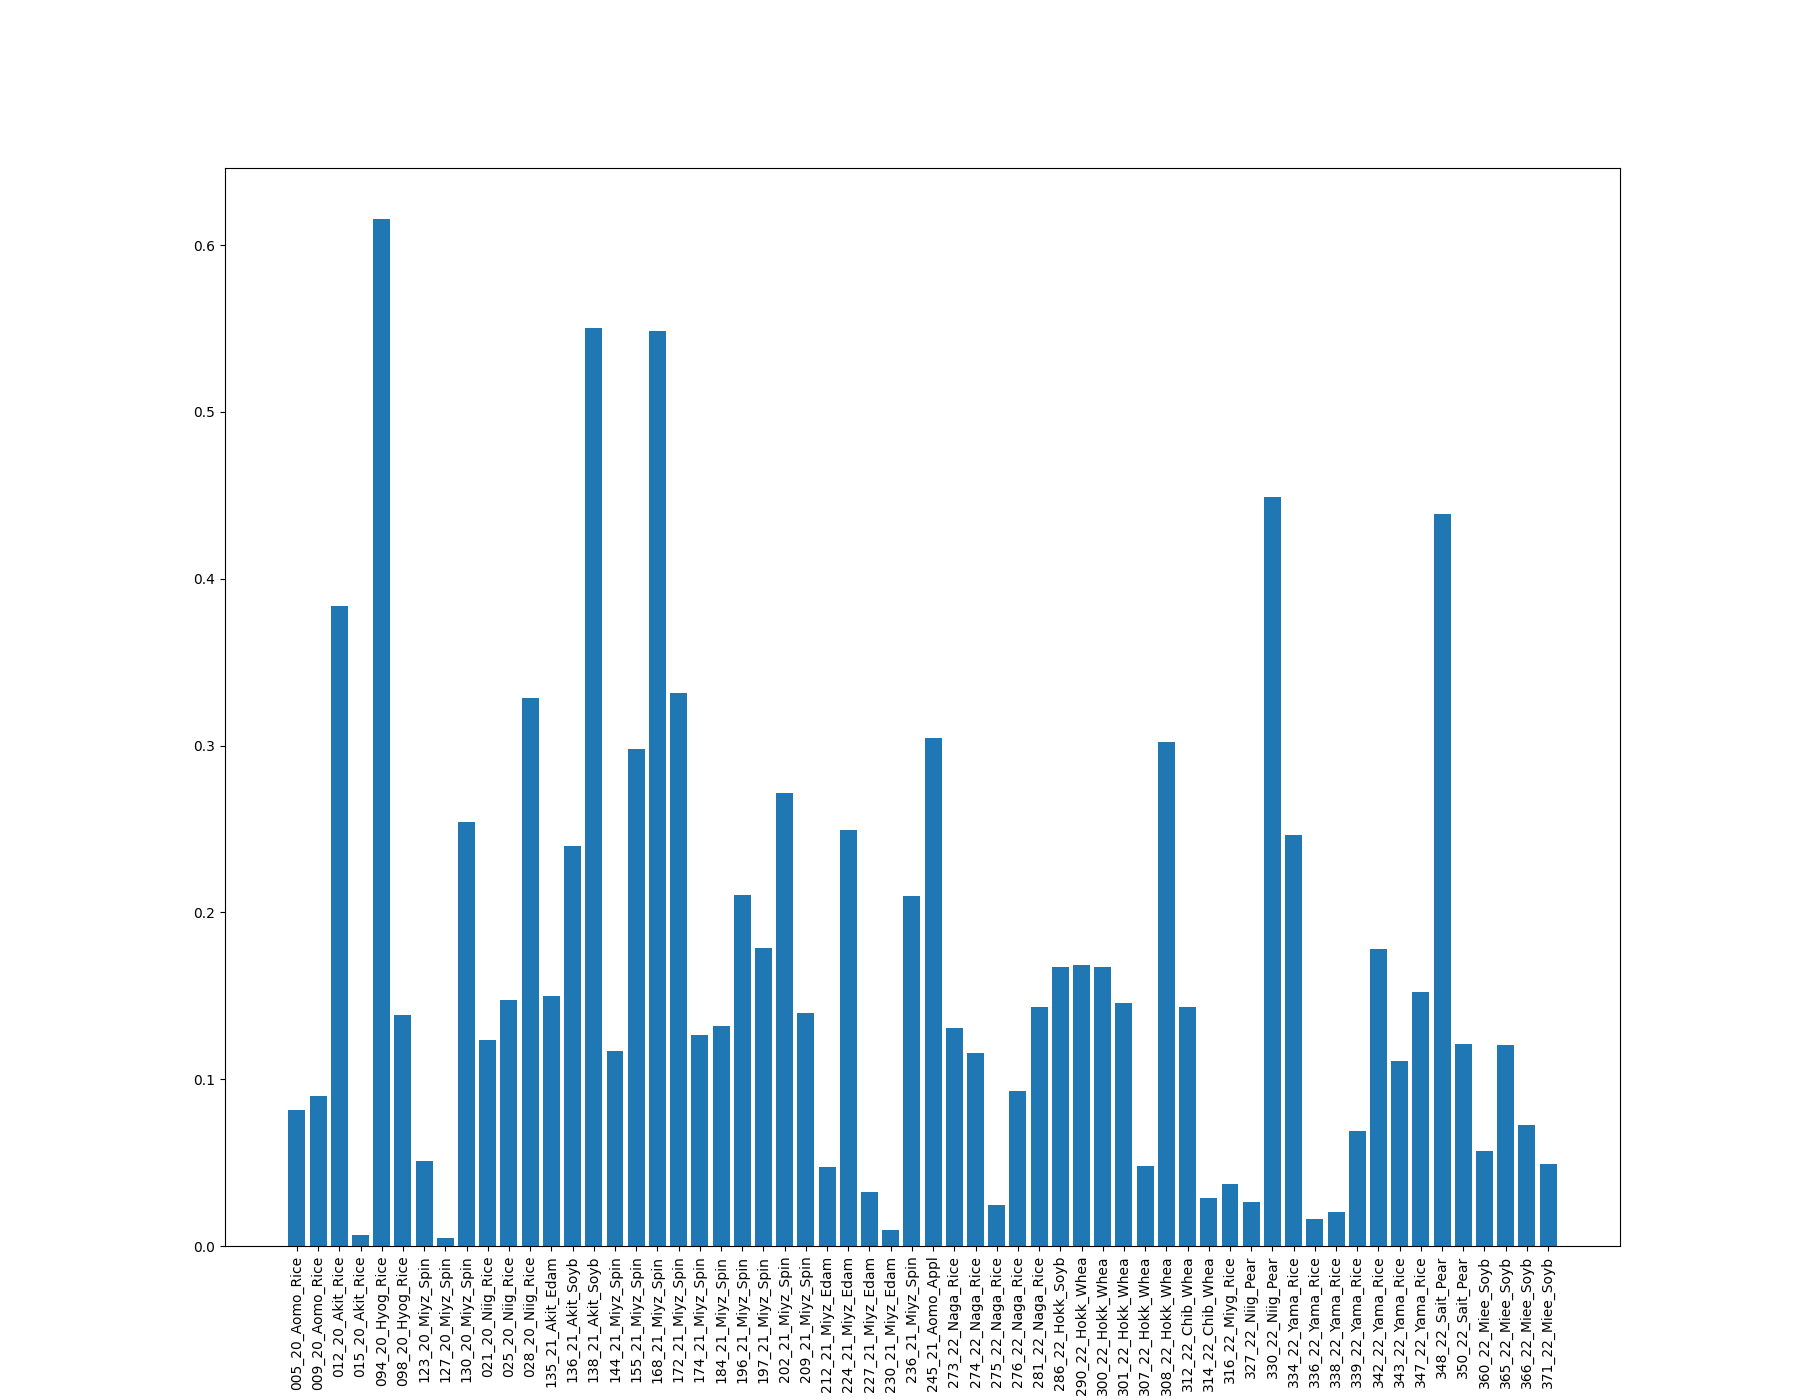 0.6
0.5
0.4
0.3
0.2
0.1
0.0
005_20_Aomo_Rice
009_20_Aomo_Rice
012_20_Akit_Rice
015_20_Akit_Rice
094_20_Hyog_Rice
098_20_Hyog_Rice
123_20_Miyz_Spin
127_20_Miyz_Spin
130_20_Miyz_Spin
021_20_Niig_Rice
025_20_Niig_Rice
028_20_Niig_Rice
135_21_Akit_Edam
136_21_Akit_Soyb
138_21_Akit_Soyb
144_21_Miyz_Spin
155_21_Miyz_Spin
168_21_Miyz_Spin
172_21_Miyz_Spin
174_21_Miyz_Spin
184_21_Miyz_Spin
196_21_Miyz_Spin
197_21_Miyz_Spin
202_21_Miyz_Spin
209_21_Miyz_Spin
212_21_Miyz_Edam
224_21_Miyz_Edam
227_21_Miyz_Edam
230_21_Miyz_Edam
236_21_Miyz_Spin
245_21_Aomo_Appl
273_22_Naga_Rice
274_22_Naga_Rice
275_22_Naga_Rice
276_22_Naga_Rice
281_22_Naga_Rice
286_22_Hokk_Soyb
290_22_Hokk_Whea
300_22_Hokk_Whea
301_22_Hokk_Whea
307_22_Hokk_Whea
308_22_Hokk_Whea
312_22_Chib_Whea
314_22_Chib_Whea
316_22_Miyg_Rice
327_22_Niig_Pear
330_22_Niig_Pear
334_22_Yama_Rice
336_22_Yama_Rice
338_22_Yama_Rice
339_22_Yama_Rice
342_22_Yama_Rice
343_22_Yama_Rice
347_22_Yama_Rice
348_22_Sait_Pear
350_22_Sait_Pear
360_22_Miee_Soyb
365_22_Miee_Soyb
366_22_Miee_Soyb
371_22_Miee_Soyb